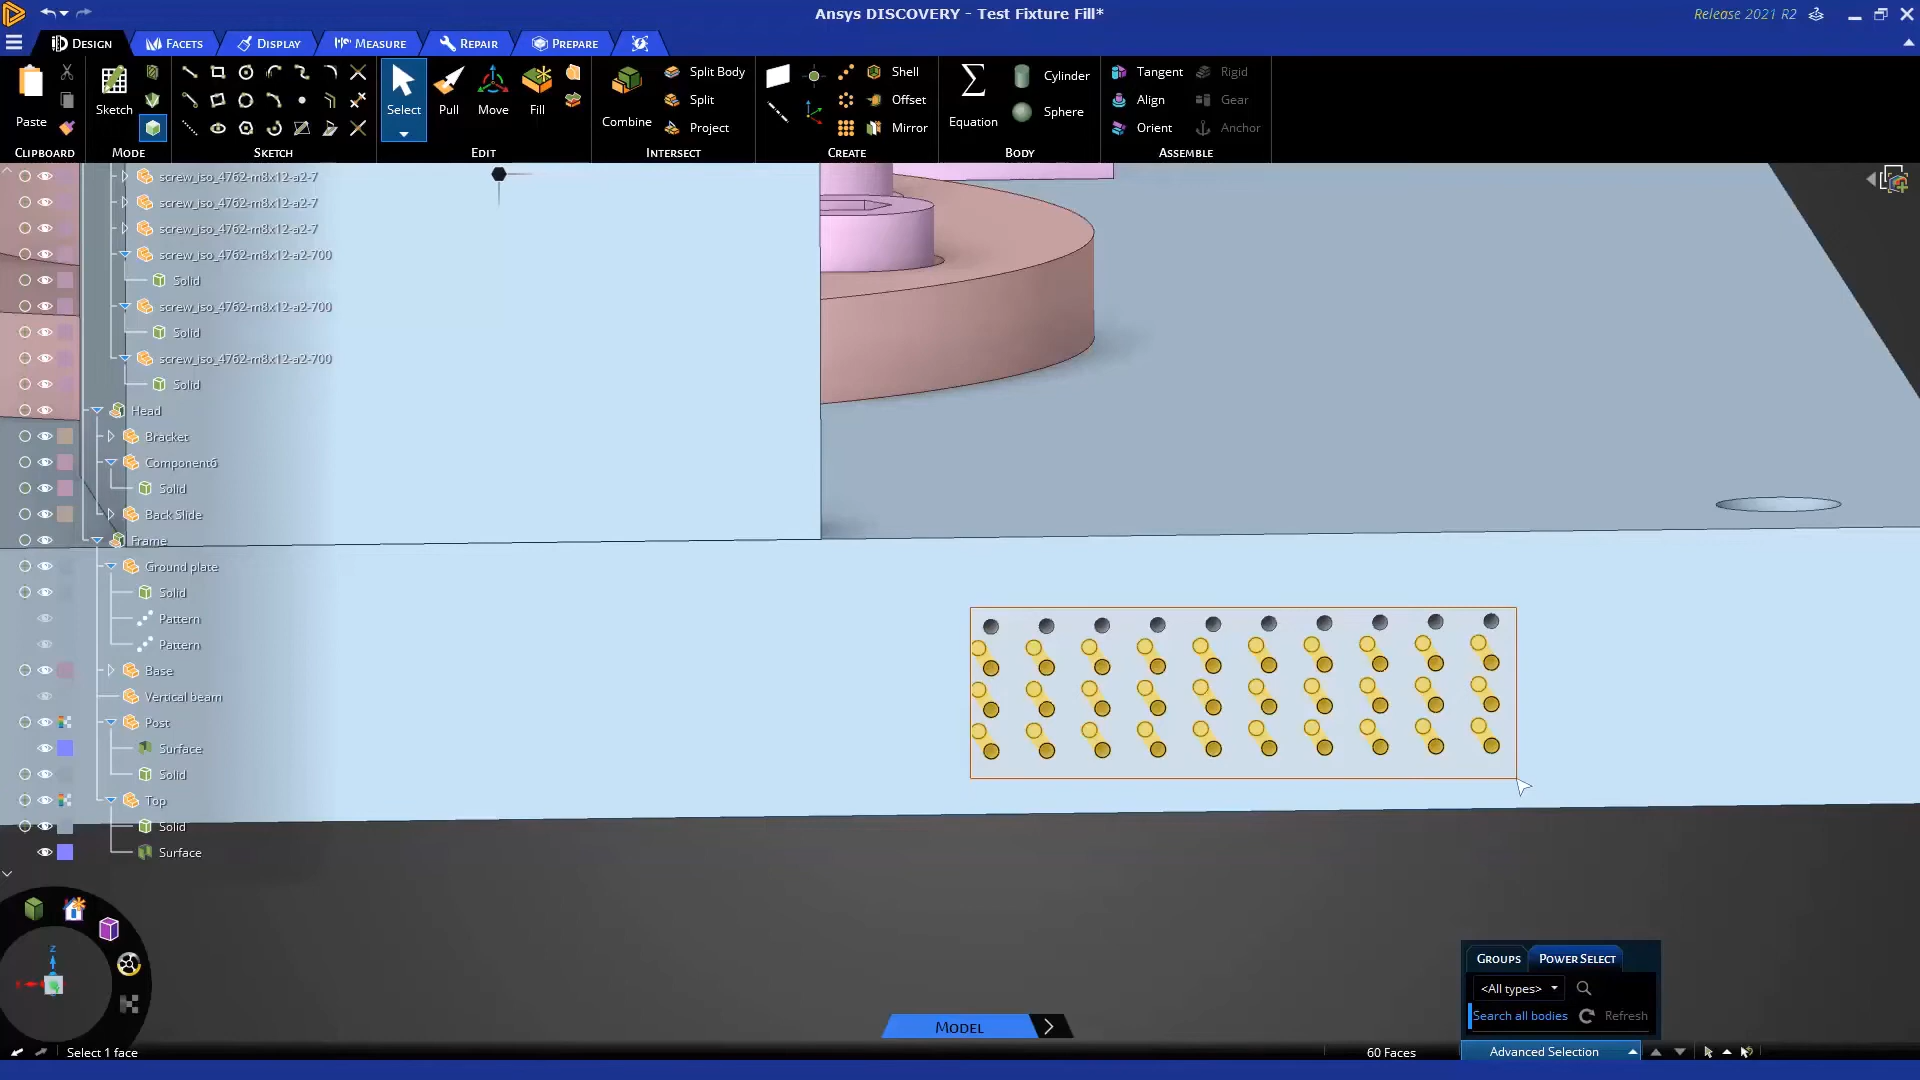 Ansys DISCOVERY - Test Fixture Fill*
Release 2021 R2
DESIGN
FACETS
DISPLAY
MEASURE
REPAIR
PREPARE
Paste
Sketch
Select
Pull
Move
Fill
Combine
Split Body
Split
Project
Shell
Offset
Mirror
Equation
Cylinder
Sphere
Tangent
Align
Orient
Rigid
Gear
Anchor
CLIPBOARD
MODE
SKETCH
EDIT
INTERSECT
CREATE
BODY
ASSEMBLE
screw_iso_4762-m8x12-a2-7
screw_iso_4762-m8x12-a2-7
screw_iso_4762-m8x12-a2-7
screw_iso_4762-m8x12-a2-700
Solid
screw_iso_4762-m8x12-a2-700
Solid
screw_iso_4762-m8x12-a2-700
Solid
Head
Bracket
Component6
Solid
Back Slide
Frame
Ground plate
Solid
Pattern
Pattern
Base
Vertical beam
Post
Surface
Solid
Top
Solid
Surface
Z
GROUPS
POWER SELECT
<All types>
Search all bodies
Refresh
MODEL
Select 1 face
60 Faces
Advanced Selection